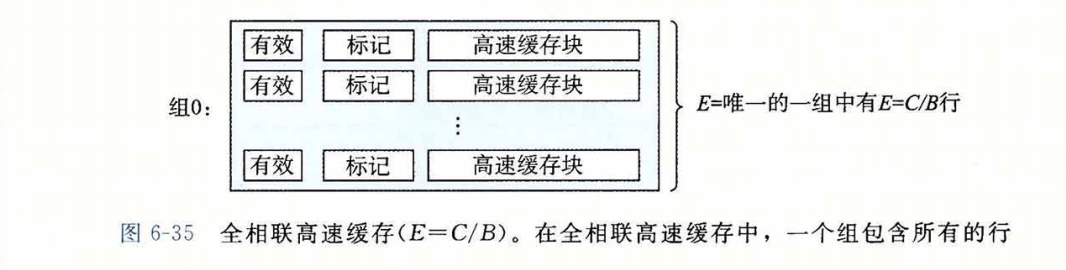 有效 标记 高速缓存块
有效 标记 高速缓存块
组0: E=唯一的一组中有E=C/B行
⋮
有效 标记 高速缓存块
图 6-35 全相联高速缓存(E=C/B)。在全相联高速缓存中，一个组包含所有的行